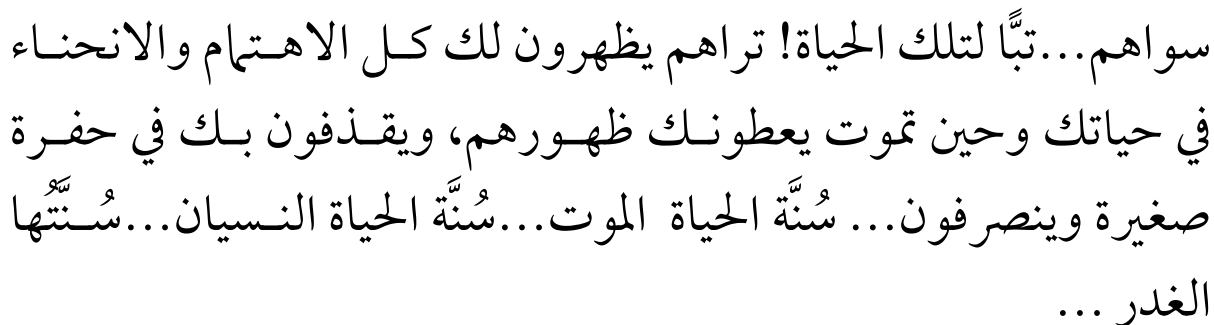 سواهم...تبًّا لتلك الحياة! تراهم يظهرون لك كل الاهتمام والانحناء
في حياتك وحين تموت يعطونك ظهورهم، ويقذفون بك في حفرة
صغيرة وينصرفون... سُنَّة الحياة الموت...سُنَّة الحياة النسيان...سُنَّتُها
الغدر ...